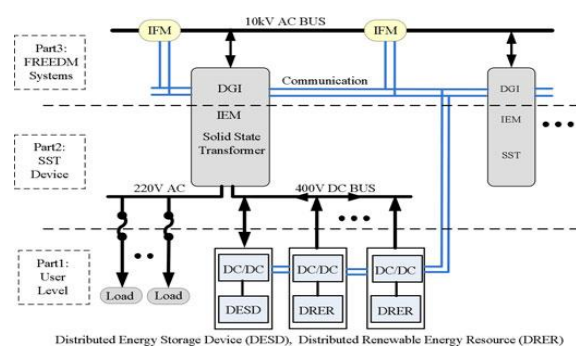 10kV AC BUS
IFM
IFM
Part3:
FREEDM
Systems
Communication
DGI
IEM
Solid State
Transformer
DGI
IEM
SST
Part2:
SST
Device
220V AC
400V DC BUS
Part1:
User
Level
Load
Load
DC/DC
DC/DC
DC/DC
DESD
DRER
DRER
Distributed Energy Storage Device (DESD), Distributed Renewable Energy Resource (DRER)